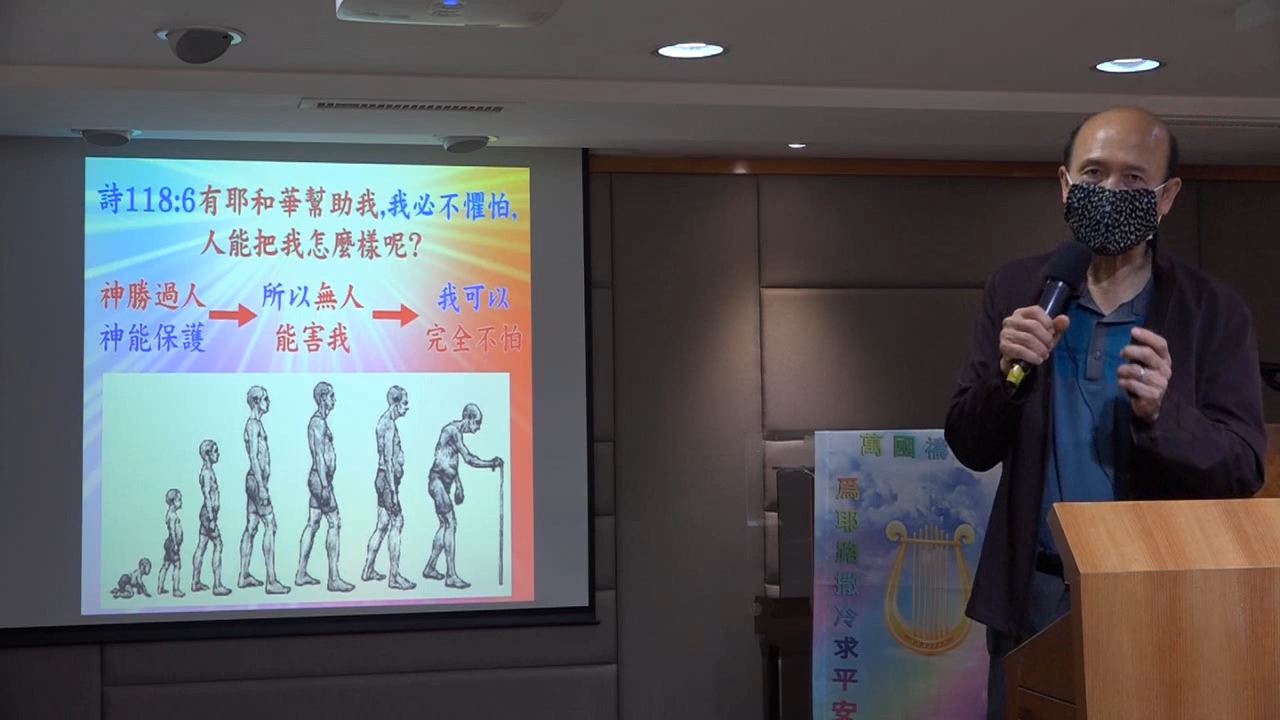 詩118:6有耶和華幫助我,我必不懼怕,
人能把我怎麼樣呢?
神勝過人 → 所以無人 → 我可以
神能保護 能害我 完全不怕
萬國禱
爲耶路撒冷求平安